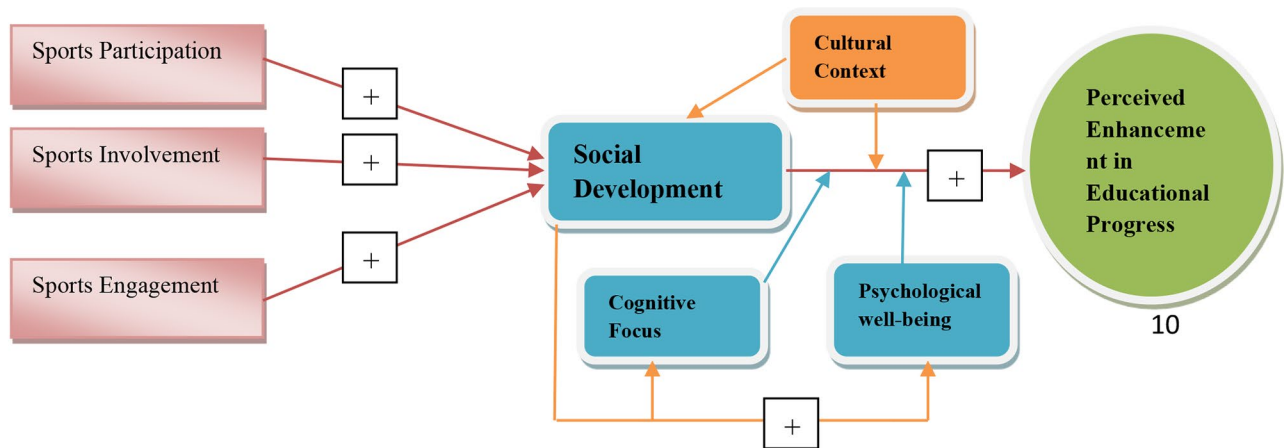 Sports Participation
+
Sports Involvement
+
Sports Engagement
+
Social
Development
Cultural
Context
Cognitive
Focus
Psychological
well-being
+
+
Perceived
Enhanceme
nt in
Educational
Progress
10